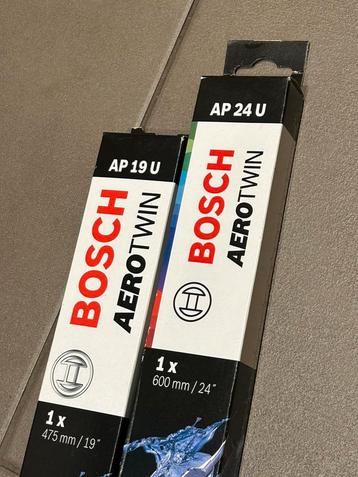 AP 19 U
BOSCH
AEROTWIN
1 x
475 mm / 19"
AP 24 U
BOSCH
AEROTWIN
1 x
600 mm / 24"